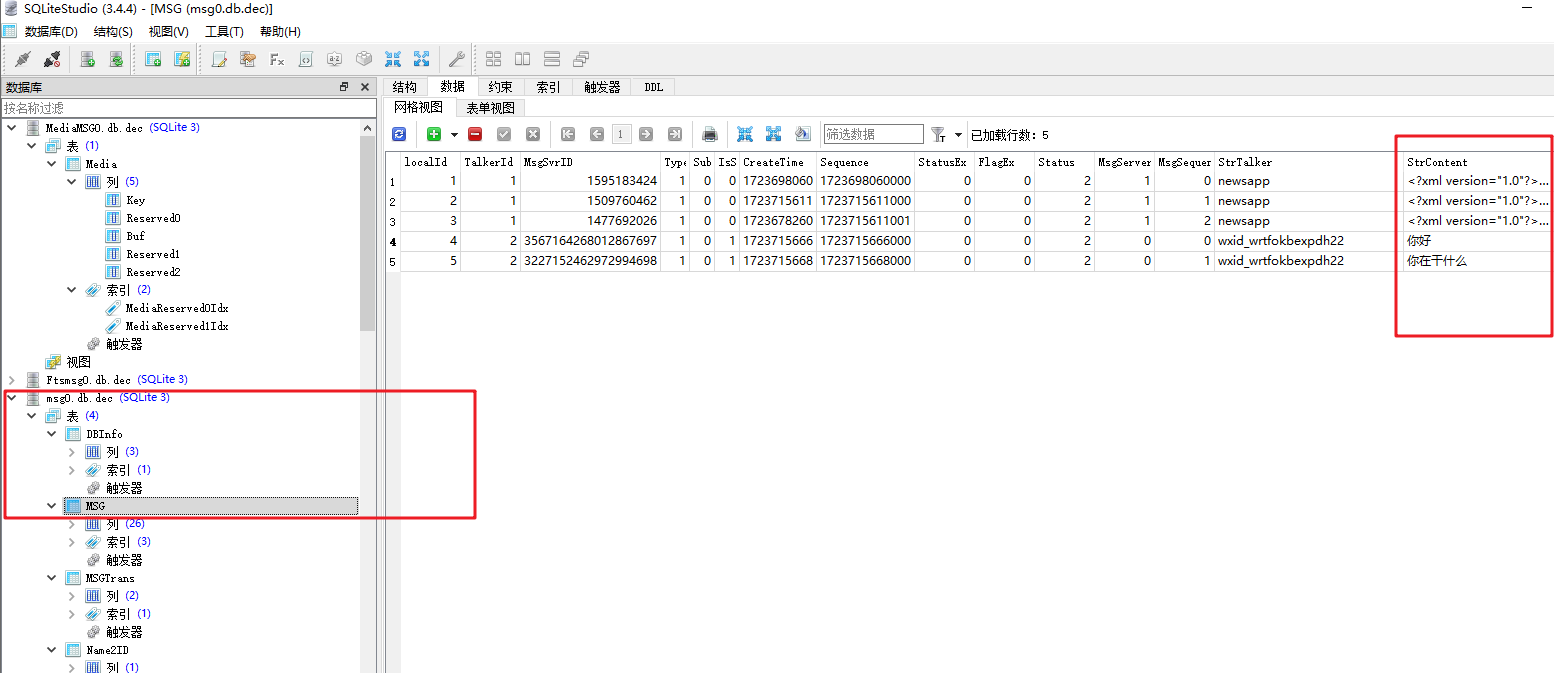 SQLiteStudio (3.4.4) - [MSG (msg0.db.dec)]
数据库(D) 结构(S) 视图(V) 工具(T) 帮助(H)
数据库
按名称过滤
MediaMSG0.db.dec (SQLite 3)
表 (1)
Media
列 (5)
Key
Reserved0
Buf
Reserved1
Reserved2
索引 (2)
MediaReserved0Idx
MediaReserved1Idx
触发器
视图
Ftsmsg0.db.dec (SQLite 3)
msg0.db.dec (SQLite 3)
表 (4)
DBInfo
列 (3)
索引 (1)
触发器
MSG
列 (26)
索引 (3)
触发器
MSGTrans
列 (2)
索引 (1)
触发器
Name2ID
列 (1)
结构 数据 约束 索引 触发器 DDL
网格视图 表单视图
1 筛选数据 已加载行数：5
localId TalkerId MsgSvrID Type Sub IsS CreateTime Sequence StatusEx FlagEx Status MsgServer MsgSequer StrTalker StrContent
1 1 1 1595183424 1 0 0 1723698060 1723698060000 0 0 2 1 0 newsapp <?xml version="1.0"?>...
2 2 1 1509760462 1 0 0 1723715611 1723715611000 0 0 2 1 1 newsapp <?xml version="1.0"?>...
3 3 1 1477692026 1 0 0 1723678260 1723715611001 0 0 2 1 2 newsapp <?xml version="1.0"?>...
4 4 2 3567164268012867697 1 0 1 1723715666 1723715666000 0 0 2 0 0 wxid_wrtfokbexpdh22 你好
5 5 2 3227152462972994698 1 0 1 1723715668 1723715668000 0 0 2 0 1 wxid_wrtfokbexpdh22 你在干什么